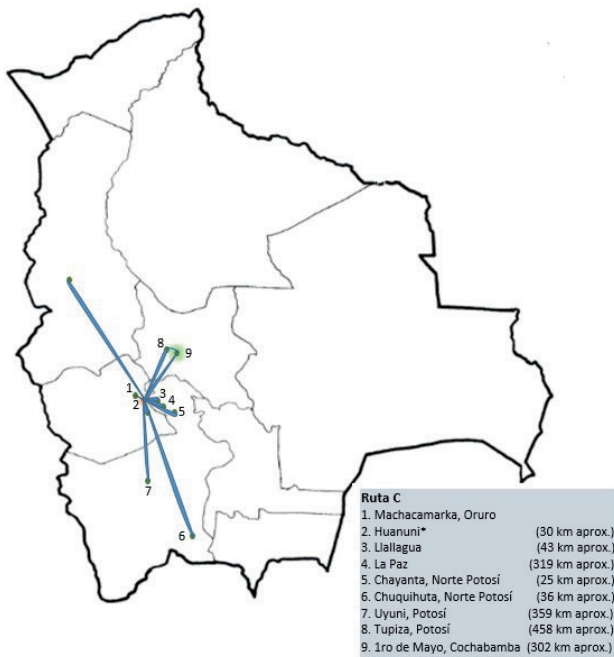 8
9
1
2
3
4
5
7
6
Ruta C
1. Machacamarka, Oruro
2. Huanuni* (30 km aprox.)
3. Llallagua (43 km aprox.)
4. La Paz (319 km aprox.)
5. Chayanta, Norte Potosí (25 km aprox.)
6. Chuquihuta, Norte Potosí (36 km aprox.)
7. Uyuni, Potosí (359 km aprox.)
8. Tupiza, Potosí (458 km aprox.)
9. 1ro de Mayo, Cochabamba (302 km aprox.)